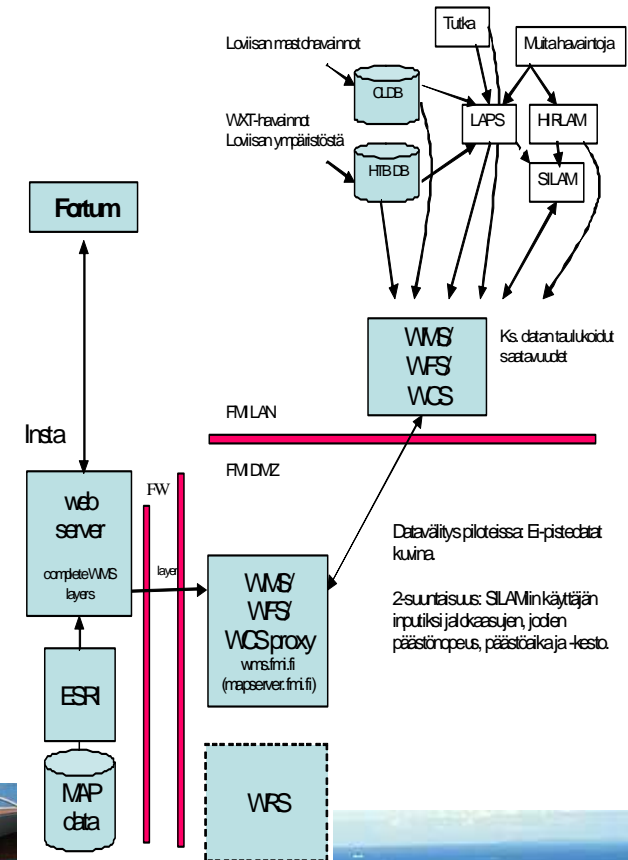 Tutka
Muita havaintoja
Loviisan mastohavainnot
CLDB
LAPS
HIRLAM
WXT-havainnot
Loviisan ympäristöstä
HTB DB
SILAM
Fortum
WMS/
WFS/
WCS
Ks. datan taulukoidut
saatavuudet
FMI LAN
Insta
FMI DMZ
FW
web
server
complete WMS
layers
layer
Datavälitys piloteissa: Ei-pistedatat
kuvina.
WMS/
WFS/
WCS proxy
wms.fmi.fi
(mapserver.fmi.fi)
2-suuntaisuus: SILAMiin käyttäjän
inputiksi jalokaasujen, jodien
päästönopeus, päästöaika ja -kesto.
ESRI
MAP
data
WRS